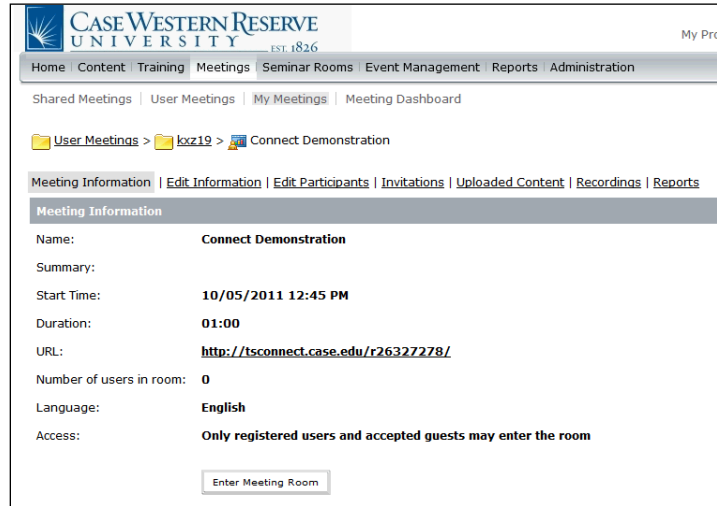 CASE WESTERN RESERVE
UNIVERSITY EST. 1826
My Pro
Home Content Training Meetings Seminar Rooms Event Management Reports Administration
Shared Meetings | User Meetings | My Meetings | Meeting Dashboard
User Meetings > kxz19 > Connect Demonstration
Meeting Information | Edit Information | Edit Participants | Invitations | Uploaded Content | Recordings | Reports
Meeting Information
Name: Connect Demonstration
Summary:
Start Time: 10/05/2011 12:45 PM
Duration: 01:00
URL: http://tsconnect.case.edu/r26327278/
Number of users in room: 0
Language: English
Access: Only registered users and accepted guests may enter the room
Enter Meeting Room